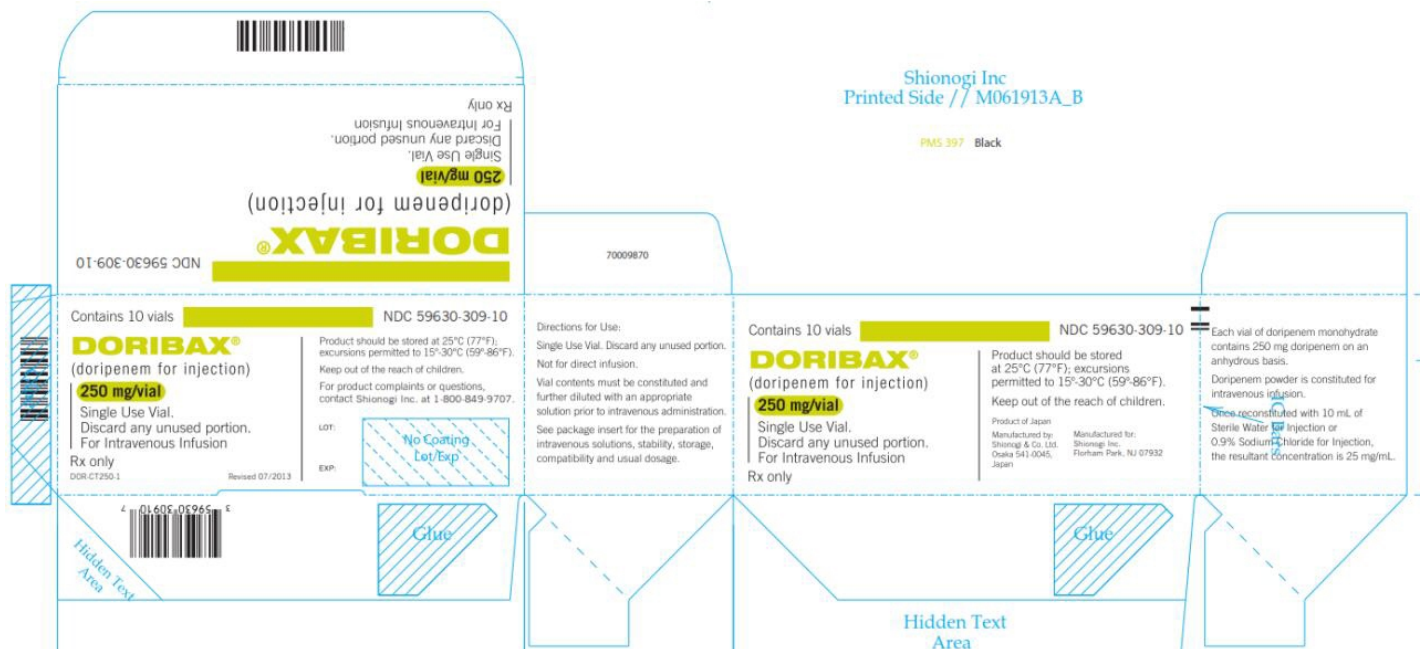 Shionogi Inc
Printed Side // M061913A_B
PMS 397 Black
Rx only
For Intravenous Infusion
Discard any unused portion.
Single Use Vial.
250 mg/vial
(doripenem for injection)
DORIBAX®
NDC 59630-309-10
70009870
Contains 10 vials
NDC 59630-309-10
DORIBAX®
(doripenem for injection)
250 mg/vial
Single Use Vial.
Discard any unused portion.
For Intravenous Infusion
Rx only
DOR-CT250-1
Revised 07/2013
Product should be stored at 25°C (77°F);
excursions permitted to 15°-30°C (59°-86°F).
Keep out of the reach of children.
For product complaints or questions,
contact Shionogi Inc. at 1-800-849-9707.
LOT:
EXP:
No Coating
Lot/Exp
Directions for Use:
Single Use Vial. Discard any unused portion.
Not for direct infusion.
Vial contents must be constituted and
further diluted with an appropriate
solution prior to intravenous administration.
See package insert for the preparation of
intravenous solutions, stability, storage,
compatibility and usual dosage.
Contains 10 vials
NDC 59630-309-10
DORIBAX®
(doripenem for injection)
250 mg/vial
Single Use Vial.
Discard any unused portion.
For Intravenous Infusion
Rx only
Product should be stored
at 25°C (77°F); excursions
permitted to 15°-30°C (59°-86°F).
Keep out of the reach of children.
Product of Japan
Manufactured by:
Shionogi & Co. Ltd.
Osaka 541-0045,
Japan
Manufactured for:
Shionogi Inc.
Florham Park, NJ 07932
Each vial of doripenem monohydrate
contains 250 mg doripenem on an
anhydrous basis.
Doripenem powder is constituted for
intravenous infusion.
Once reconstituted with 10 mL of
Sterile Water Injection or
0.9% Sodium Chloride for Injection,
the resultant concentration is 25 mg/mL.
Bars
3 59630 30910 7
Glue
Glue
Hidden Text
Area
Hidden Text
Area